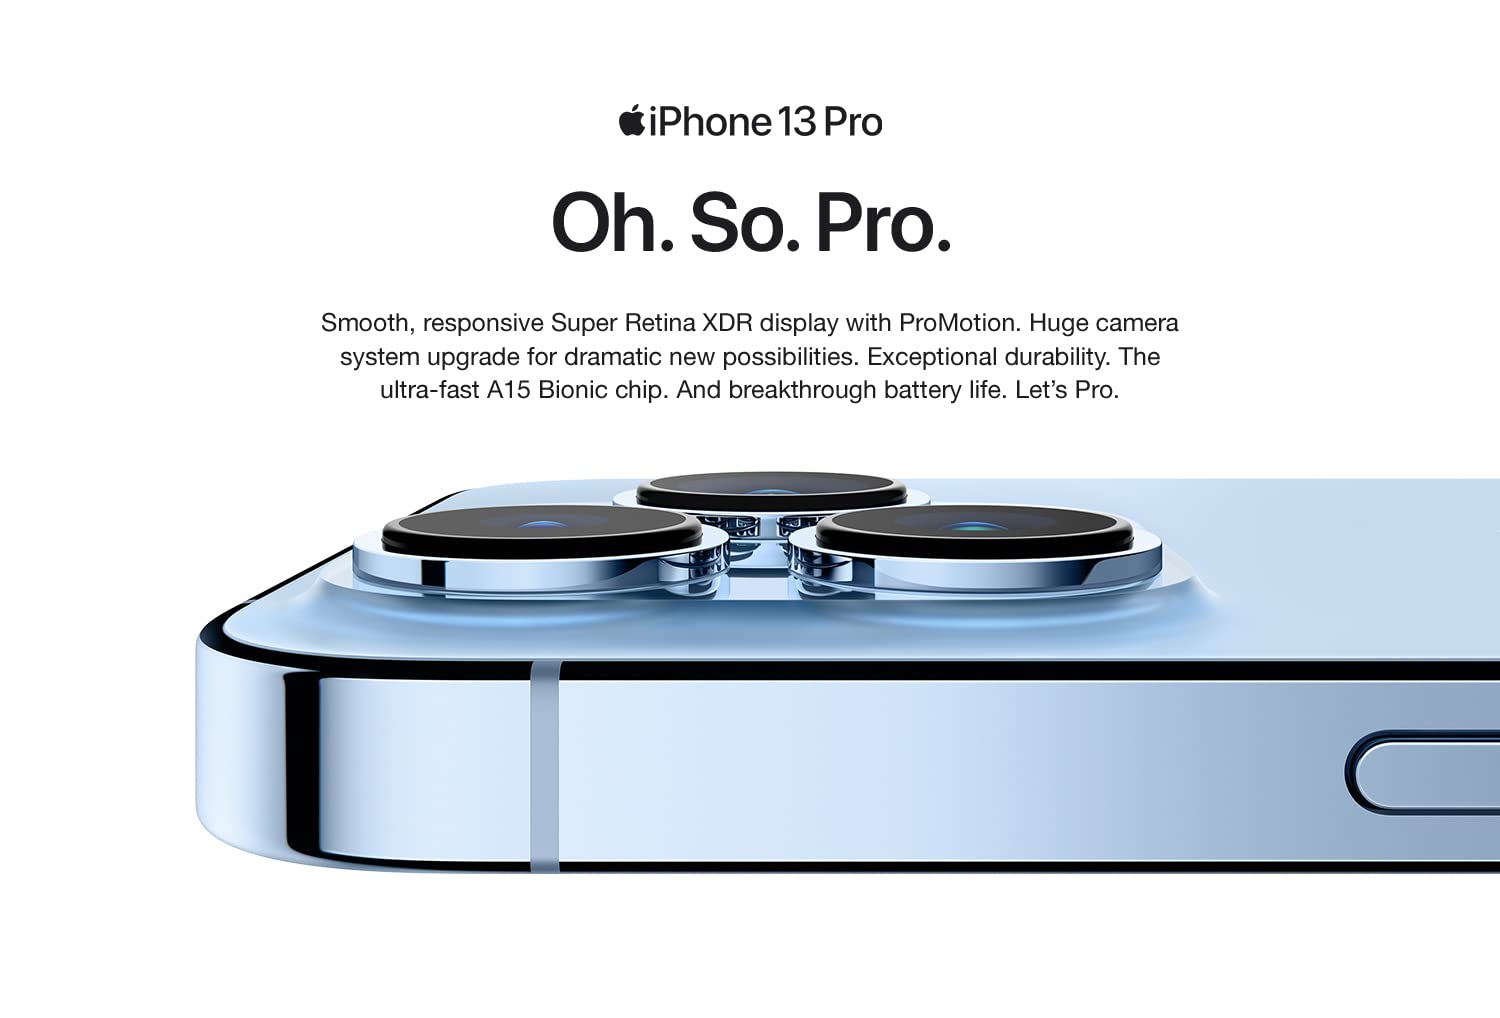 iPhone 13 Pro
Oh. So. Pro.
Smooth, responsive Super Retina XDR display with ProMotion. Huge camera
system upgrade for dramatic new possibilities. Exceptional durability. The
ultra-fast A15 Bionic chip. And breakthrough battery life. Let’s Pro.